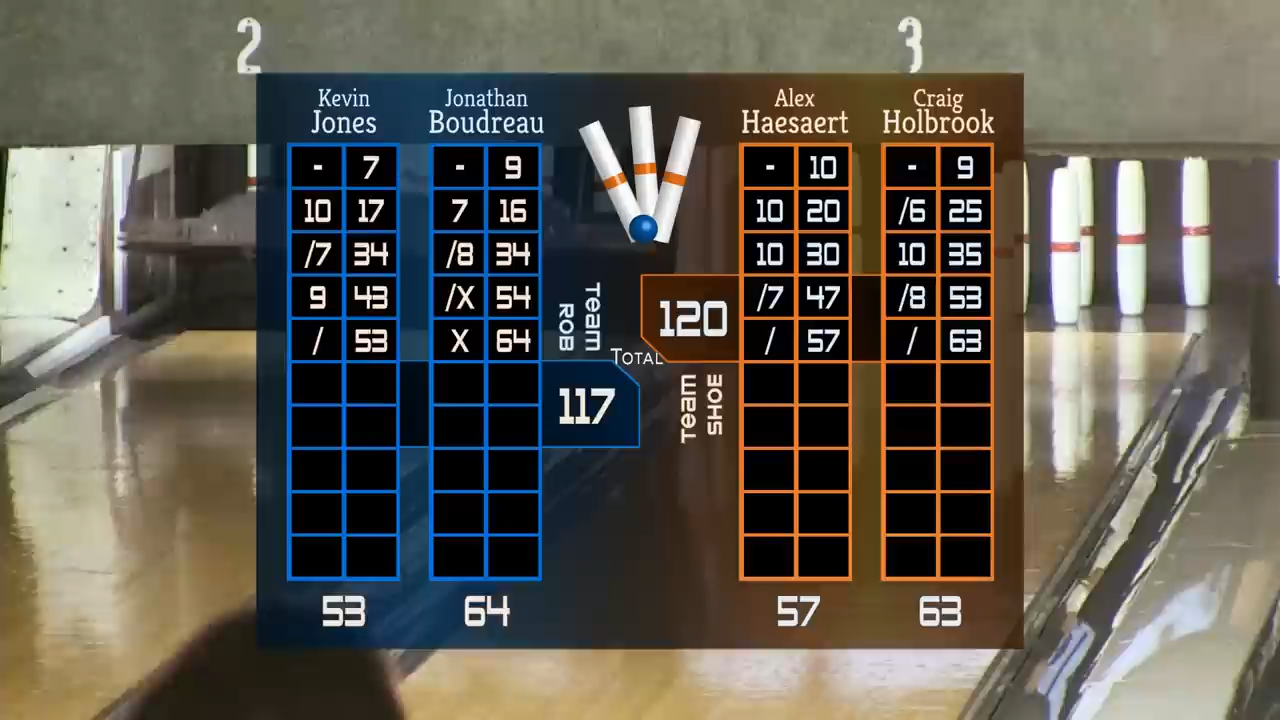 2
3
Kevin
Jones
- 7
10 17
/7 34
9 43
/ 53
53
Jonathan
Boudreau
- 9
7 16
/8 34
/X 54
X 64
64
Team
ROB
117
TOTAL
120
Team
SHOE
Alex
Haesaert
- 10
10 20
10 30
/7 47
/ 57
57
Craig
Holbrook
- 9
/6 25
10 35
/8 53
/ 63
63